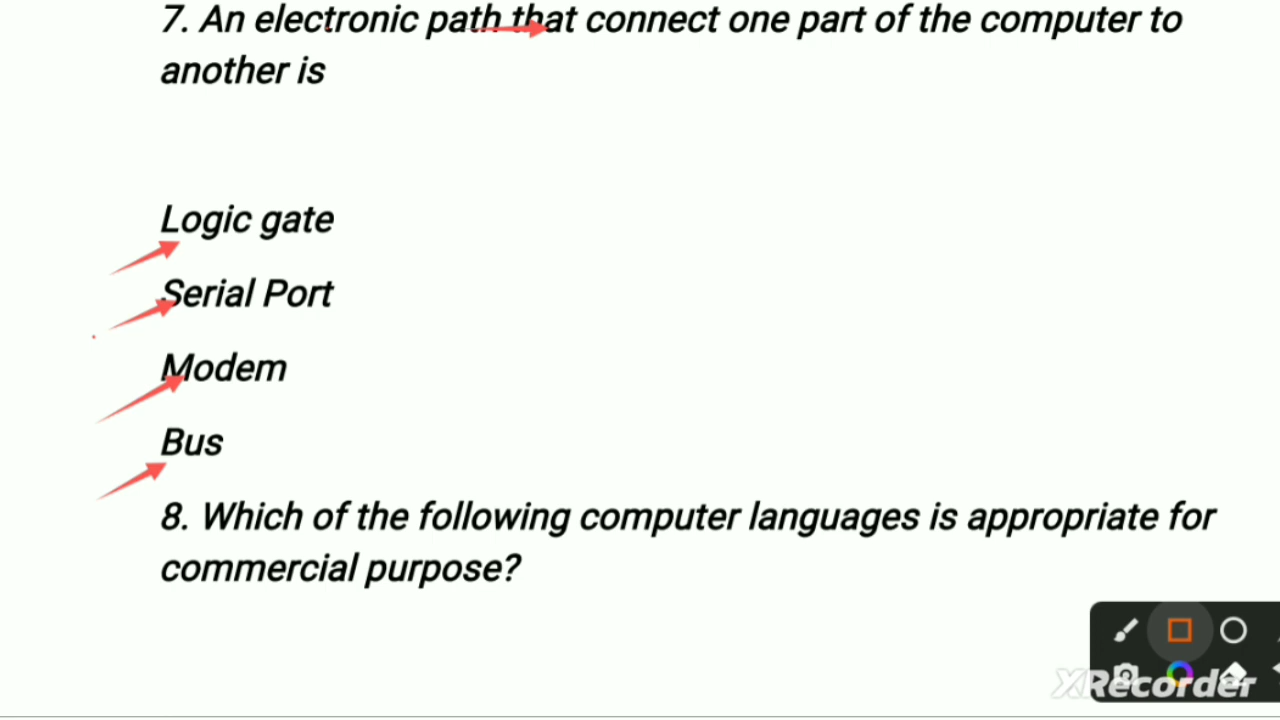 7. An electronic path that connect one part of the computer to
another is
Logic gate
Serial Port
Modem
Bus
8. Which of the following computer languages is appropriate for
commercial purpose?
XRecorder